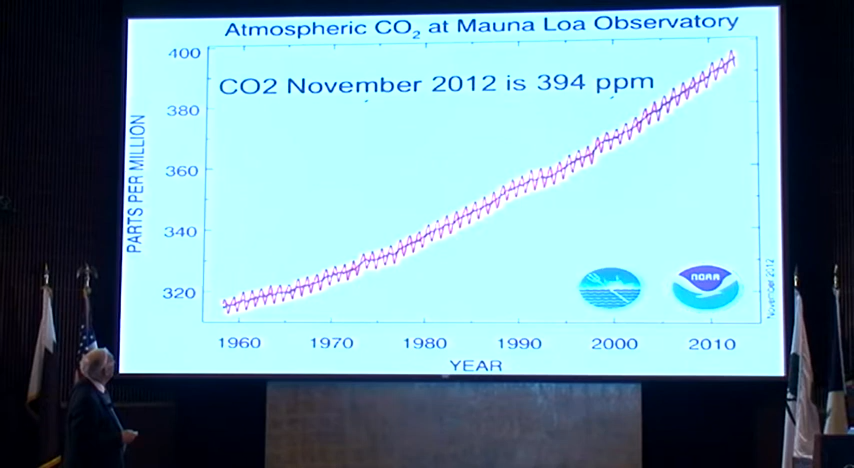 Atmospheric CO₂ at Mauna Loa Observatory
400
CO2 November 2012 is 394 ppm
380
360
340
320
PARTS PER MILLION
NOAA
November 2012
1960 1970 1980 1990 2000 2010
YEAR